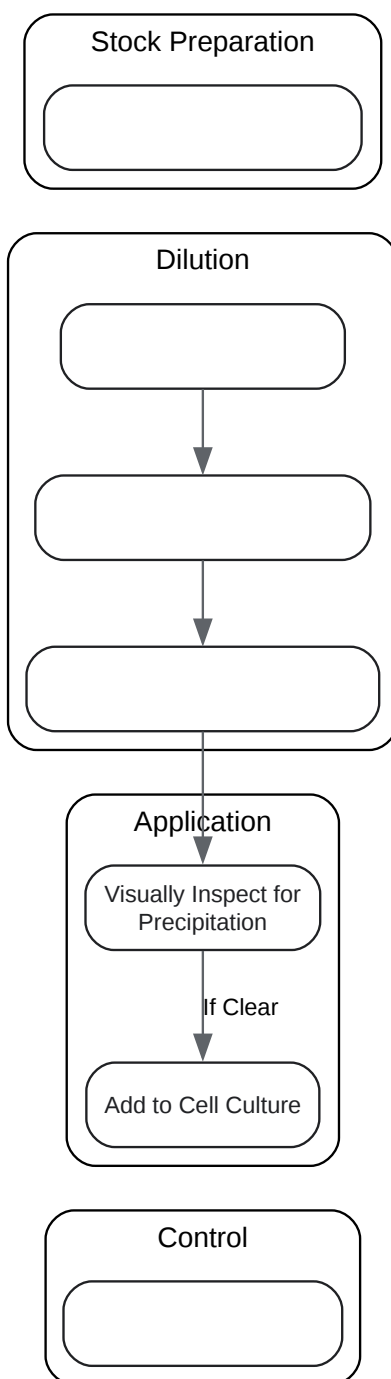 Stock Preparation
Dilution
Application
Visually Inspect for
Precipitation
If Clear
Add to Cell Culture
Control